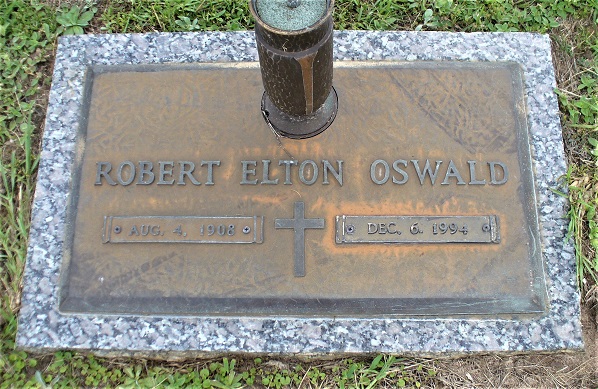 ROBERT ELTON OSWALD
AUG. 4, 1908
DEC. 6. 1994